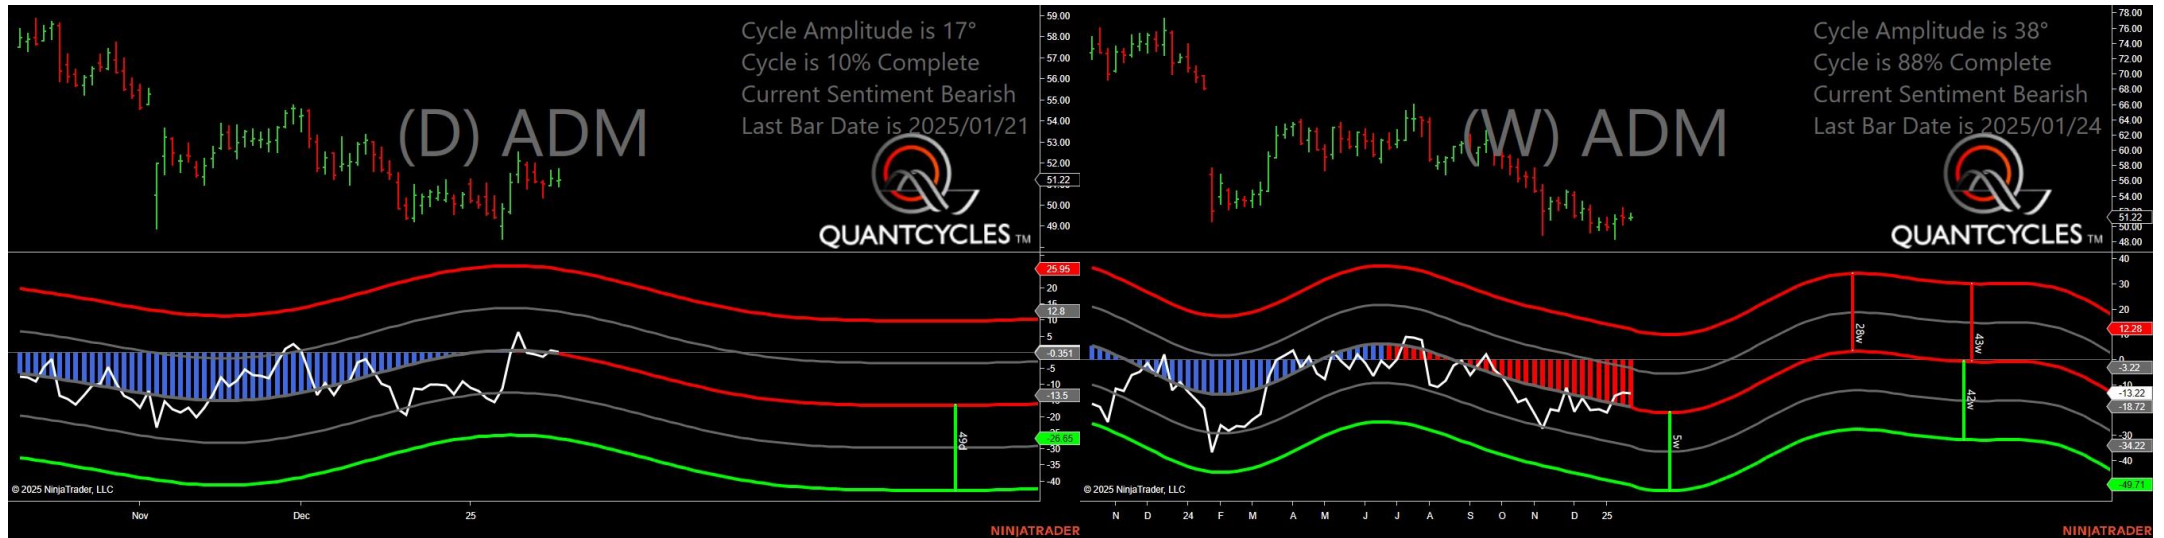 Cycle Amplitude is 17°
Cycle is 10% Complete
Current Sentiment Bearish
Last Bar Date is 2025/01/21
(D) ADM
QUANTCYCLES TM
59.00
58.00
57.00
56.00
55.00
54.00
53.00
52.00
51.22
50.00
49.00
25.95
20
15
12.8
10
5
-0.351
-5
-10
-13.5
-20
-26.65
-30
-35
-40
49d
© 2025 NinjaTrader, LLC
Nov
Dec
25
NINJATRADER
Cycle Amplitude is 38°
Cycle is 88% Complete
Current Sentiment Bearish
Last Bar Date is 2025/01/24
(W) ADM
QUANTCYCLES TM
78.00
76.00
74.00
72.00
70.00
68.00
66.00
64.00
62.00
60.00
58.00
56.00
54.00
51.22
50.00
48.00
40
30
20
12.28
0
-3.22
-10
-13.22
-18.72
-30
-34.22
-40
-49.71
28w
43w
42w
5w
© 2025 NinjaTrader, LLC
N D 24 F M A M J J A S O N D 25
NINJATRADER